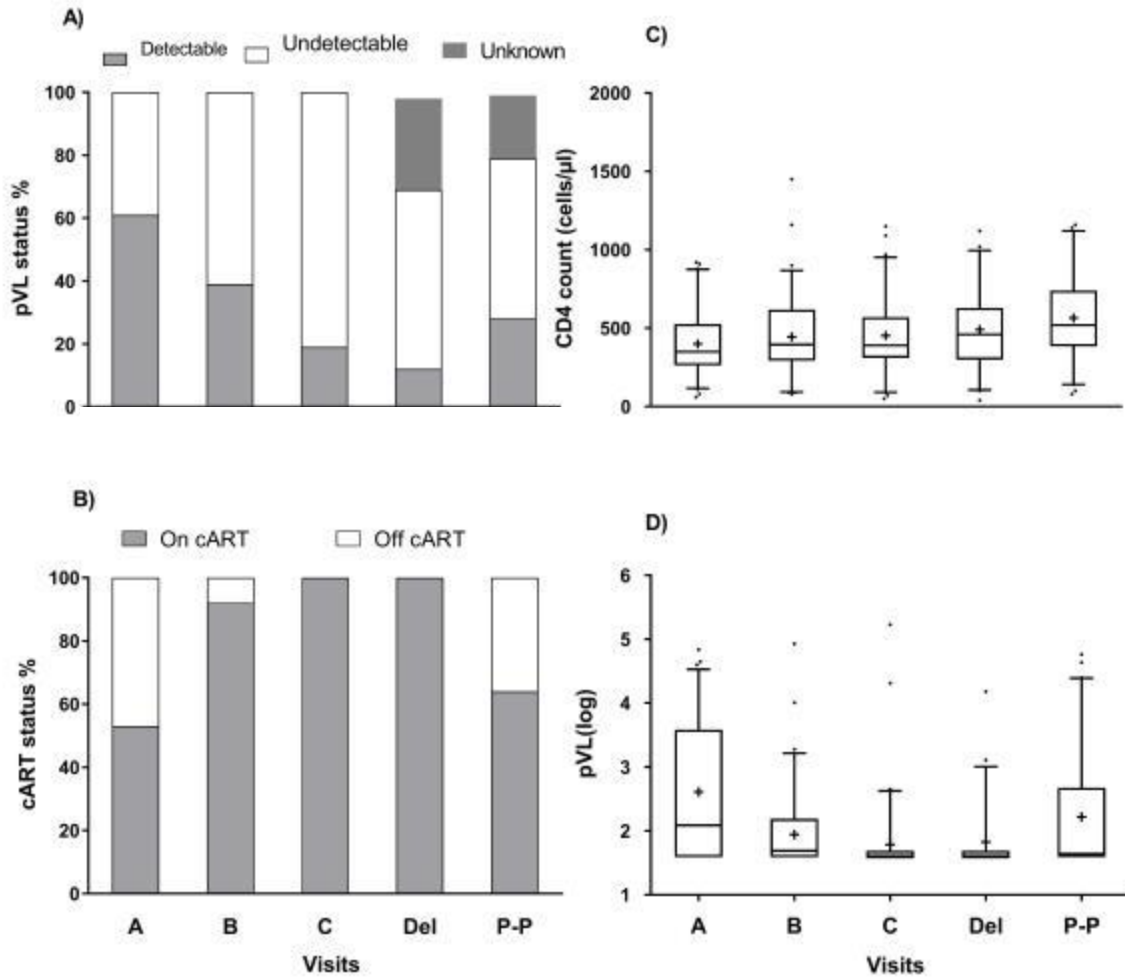 A)
Detectable Undetectable Unknown
100
80
60
40
20
0
pVL status %
C)
2000
1500
1000
500
0
CD4 count (cells/µl)
B)
On cART Off cART
100
80
60
40
20
0
cART status %
A B C Del P-P
Visits
D)
6
5
4
3
2
1
pVL(log)
A B C Del P-P
Visits